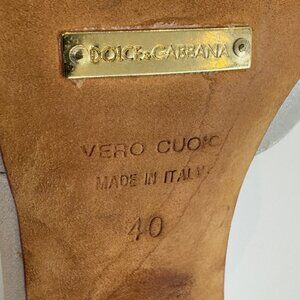 DOLCE&GABBANA
VERO CUOIO
MADE IN ITALY
40